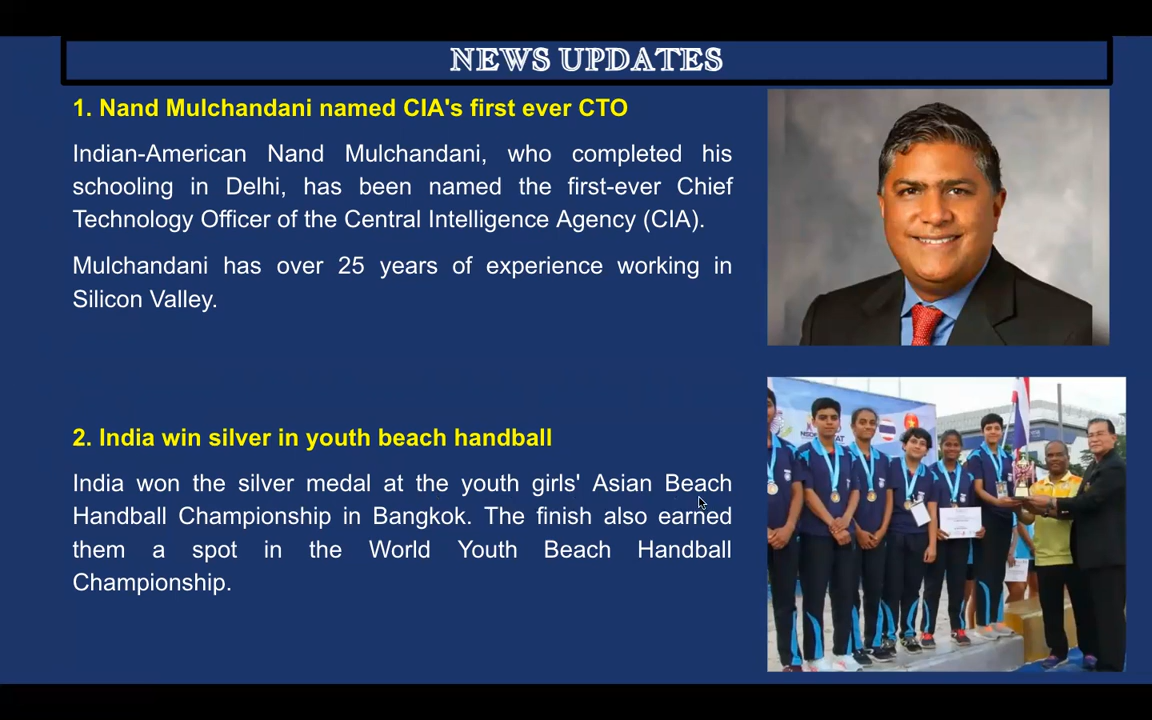 NEWS UPDATES
1. Nand Mulchandani named CIA's first ever CTO
Indian-American Nand Mulchandani, who completed his
schooling in Delhi, has been named the first-ever Chief
Technology Officer of the Central Intelligence Agency (CIA).
Mulchandani has over 25 years of experience working in
Silicon Valley.
2. India win silver in youth beach handball
India won the silver medal at the youth girls' Asian Beach
Handball Championship in Bangkok. The finish also earned
them a spot in the World Youth Beach Handball
Championship.